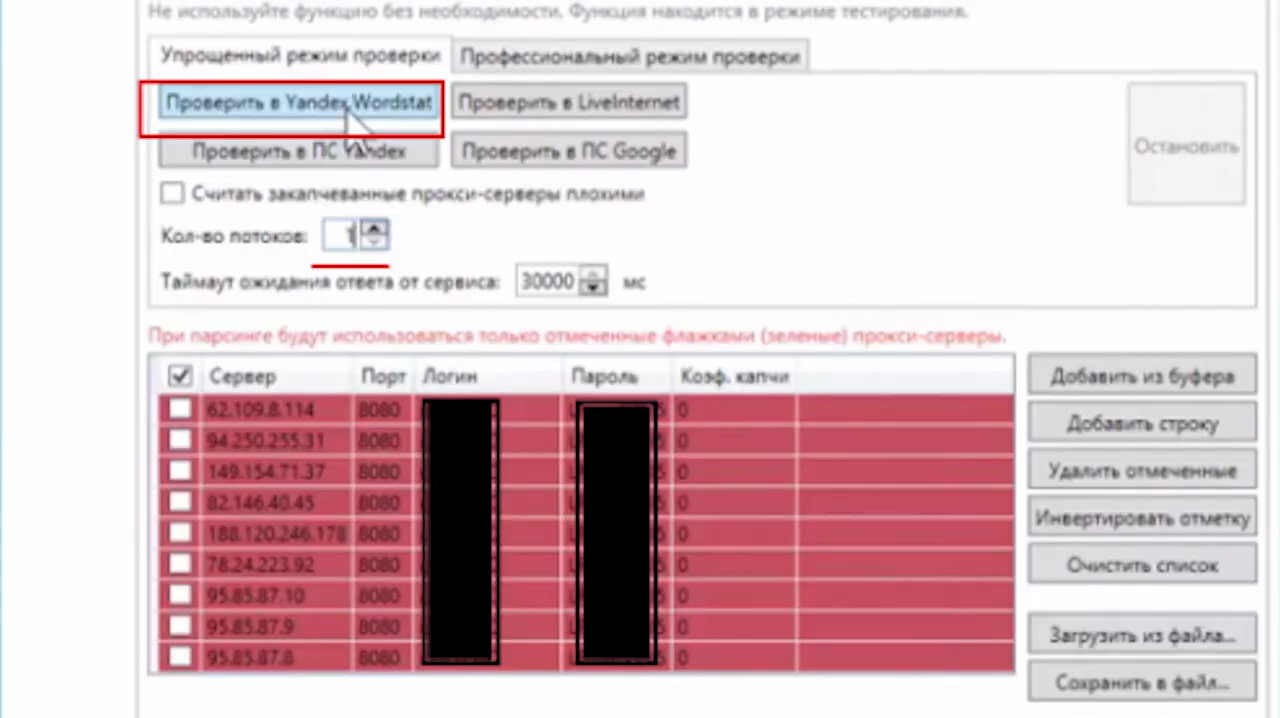 Не используйте функцию без необходимости. Функция находится в режиме тестирования.
Упрощенный режим проверки Профессиональный режим проверки
Проверить в Yandex.Wordstat Проверить в LiveInternet
Остановить
Проверить в ПС Yandex Проверить в ПС Google
Считать закапчеванные прокси-серверы плохими
Кол-во потоков: 1
Таймаут ожидания ответа от сервиса: 30000 мс
При парсинге будут использоваться только отмеченные флажками (зеленые) прокси-серверы.
Сервер Порт Логин Пароль Коэф. капчи
62.109.8.114 8080 0
94.250.255.31 8080 0
149.154.71.37 8080 0
82.146.40.45 8080 0
188.120.246.178 8080 0
78.24.223.92 8080 0
95.85.87.10 8080 0
95.85.87.9 8080 0
95.85.87.8 8080 0
Добавить из буфера
Добавить строку
Удалить отмеченные
Инвертировать отметку
Очистить список
Загрузить из файла...
Сохранить в файл...